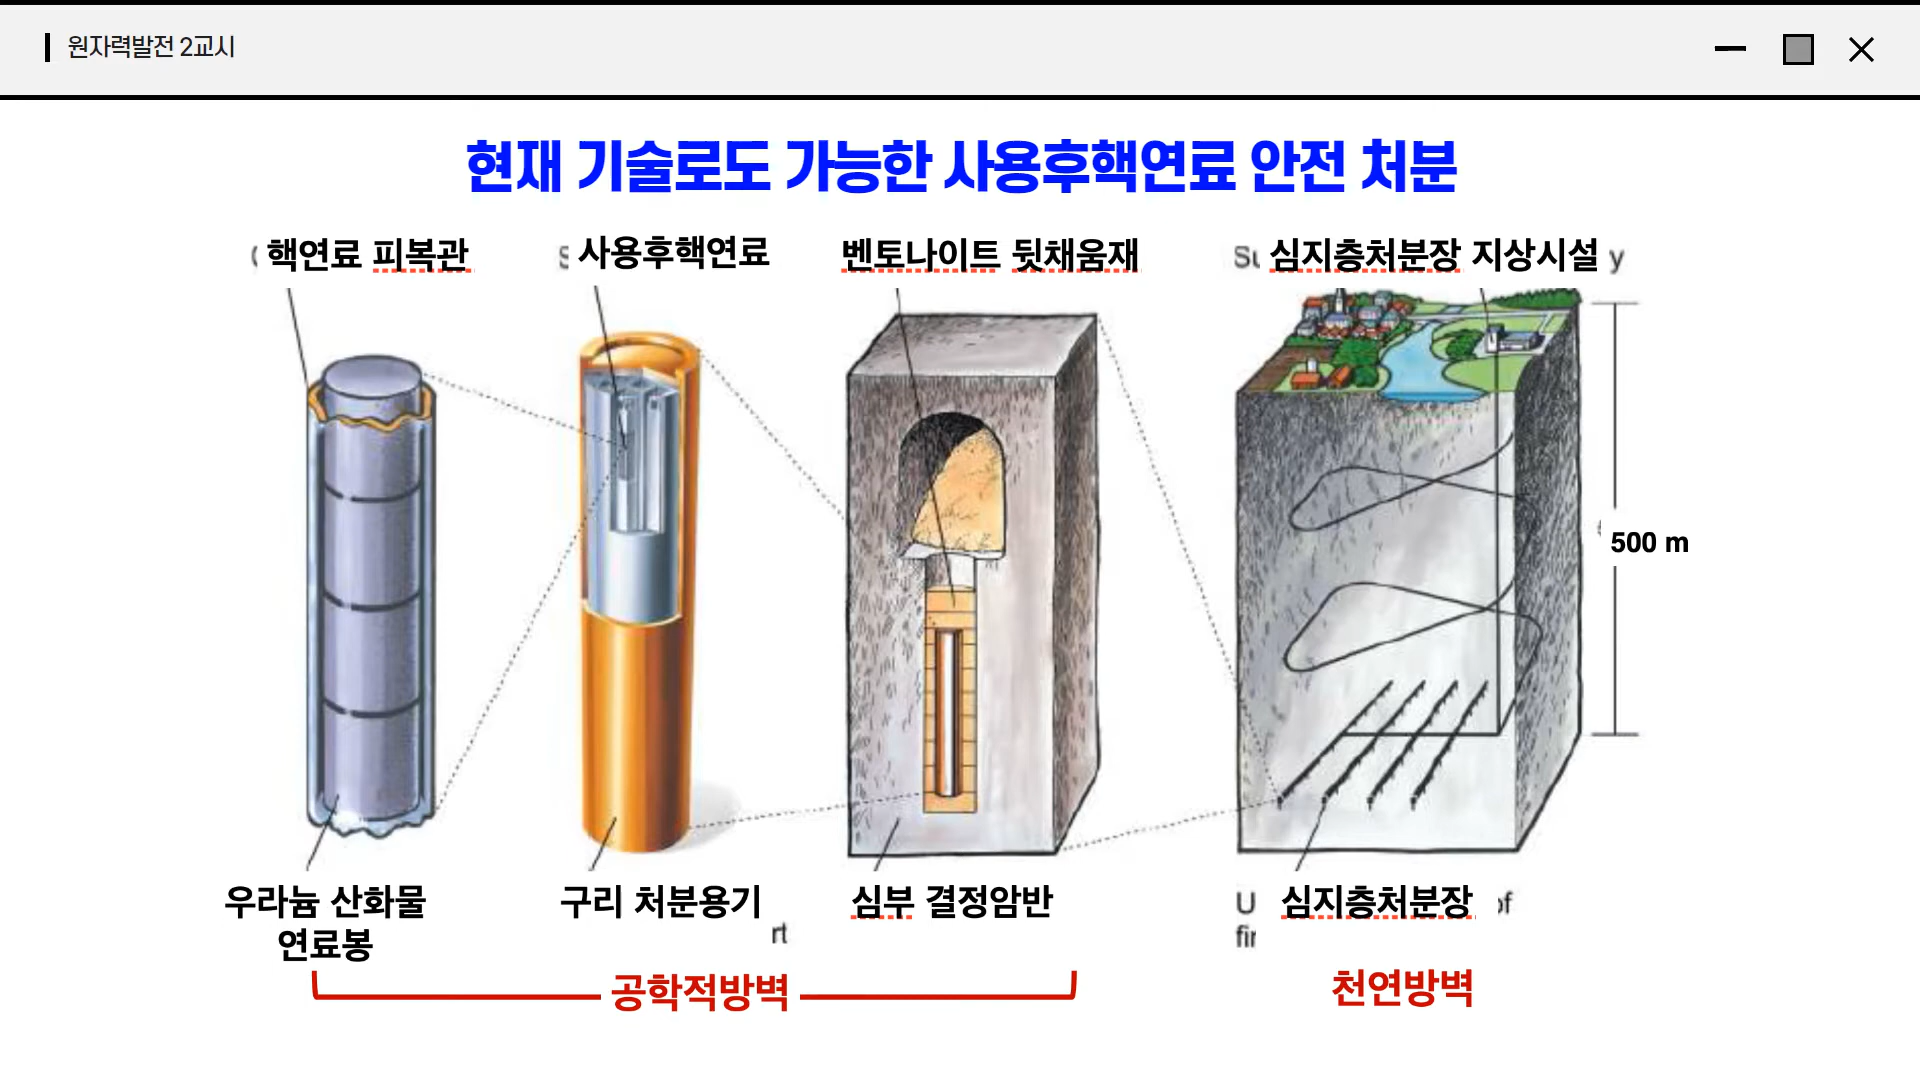 원자력발전 2교시
현재 기술로도 가능한 사용후핵연료 안전 처분
핵연료 피복관
사용후핵연료
벤토나이트 뒷채움재
Su 심지층처분장 지상시설 y
500 m
우라늄 산화물
연료봉
구리 처분용기
rt
심부 결정암반
U 심지층처분장 of
fin
공학적방벽
천연방벽